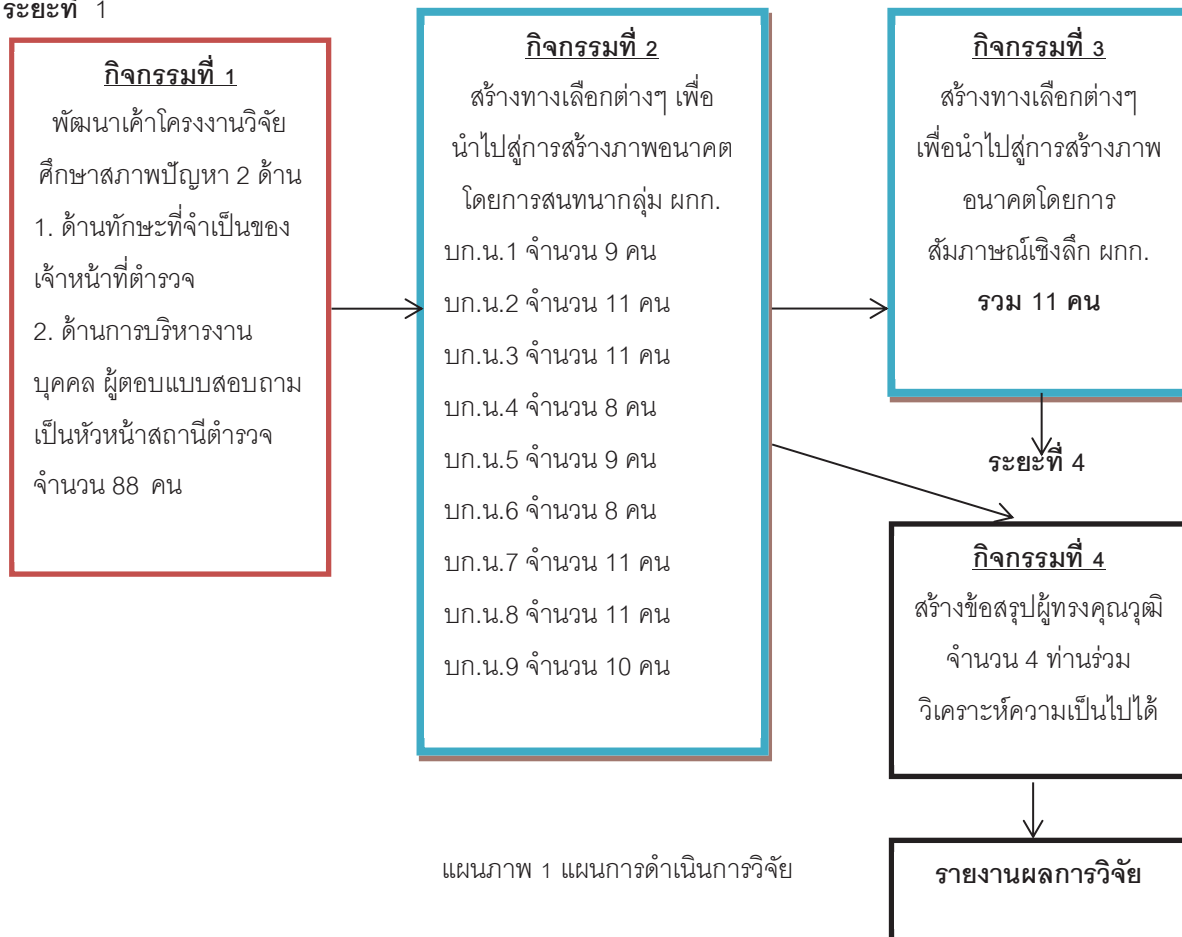 ระยะที่ 1
กิจกรรมที่ 1
พัฒนาเค้าโครงงานวิจัย
ศึกษาสภาพปัญหา 2 ด้าน
1. ด้านทักษะที่จำเป็นของ
เจ้าหน้าที่ตำรวจ
2. ด้านการบริหารงาน
บุคคล ผู้ตอบแบบสอบถาม
เป็นหัวหน้าสถานีตำรวจ
จำนวน 88 คน
กิจกรรมที่ 2
สร้างทางเลือกต่างๆ เพื่อ
นำไปสู่การสร้างภาพอนาคต
โดยการสนทนากลุ่ม ผกก.
บก.น.1 จำนวน 9 คน
บก.น.2 จำนวน 11 คน
บก.น.3 จำนวน 11 คน
บก.น.4 จำนวน 8 คน
บก.น.5 จำนวน 9 คน
บก.น.6 จำนวน 8 คน
บก.น.7 จำนวน 11 คน
บก.น.8 จำนวน 11 คน
บก.น.9 จำนวน 10 คน
กิจกรรมที่ 3
สร้างทางเลือกต่างๆ
เพื่อนำไปสู่การสร้างภาพ
อนาคตโดยการ
สัมภาษณ์เชิงลึก ผกก.
รวม 11 คน
ระยะที่ 4
กิจกรรมที่ 4
สร้างข้อสรุปผู้ทรงคุณวุฒิ
จำนวน 4 ท่านร่วม
วิเคราะห์ความเป็นไปได้
รายงานผลการวิจัย
แผนภาพ 1 แผนการดำเนินการวิจัย